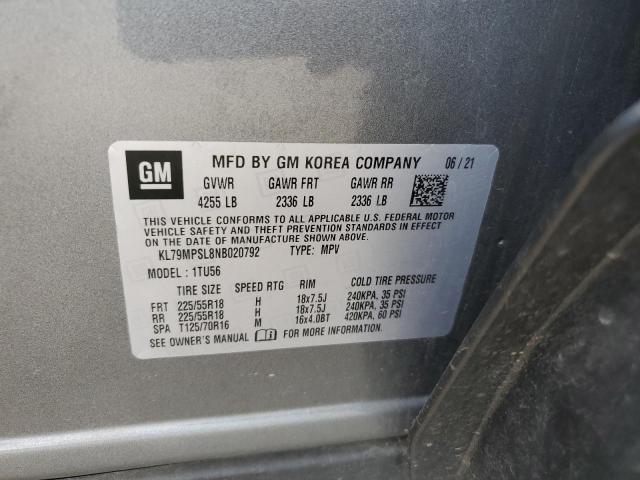 GM MFD BY GM KOREA COMPANY 06/21
GVWR GAWR FRT GAWR RR
4255 LB 2336 LB 2336 LB
THIS VEHICLE CONFORMS TO ALL APPLICABLE U.S. FEDERAL MOTOR
VEHICLE SAFETY AND THEFT PREVENTION STANDARDS IN EFFECT
ON THE DATE OF MANUFACTURE SHOWN ABOVE.
KL79MPSL8NB020792 TYPE: MPV
MODEL: 1TU56
TIRE SIZE SPEED RTG RIM COLD TIRE PRESSURE
FRT 225/55R18 H 18x7.5J 240KPA, 35 PSI
RR 225/55R18 H 18x7.5J 240KPA, 35 PSI
SPA T125/70R16 M 16x4.0BT 420KPA, 60 PSI
SEE OWNER'S MANUAL FOR MORE INFORMATION.